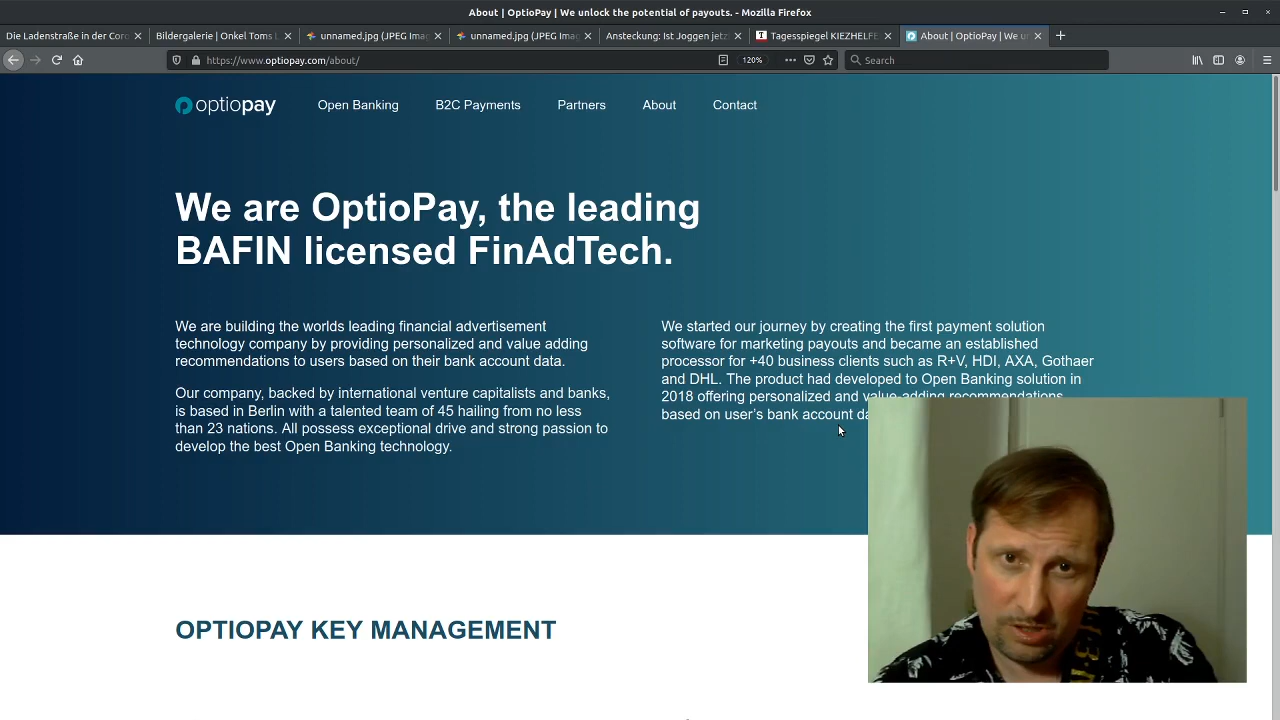 About | OptioPay | We unlock the potential of payouts. - Mozilla Firefox
Die Ladenstraße in der Coro
Bildergalerie | Onkel Toms L
unnamed.jpg (JPEG Imag
unnamed.jpg (JPEG Imag
Ansteckung: Ist Joggen jetz
Tagesspiegel KIEZHELFE
About | OptioPay | We u
https://www.optiopay.com/about/
120%
Search
optiopay
Open Banking
B2C Payments
Partners
About
Contact
We are OptioPay, the leading
BAFIN licensed FinAdTech.
We are building the worlds leading financial advertisement
technology company by providing personalized and value adding
recommendations to users based on their bank account data.
Our company, backed by international venture capitalists and banks,
is based in Berlin with a talented team of 45 hailing from no less
than 23 nations. All possess exceptional drive and strong passion to
develop the best Open Banking technology.
We started our journey by creating the first payment solution
software for marketing payouts and became an established
processor for +40 business clients such as R+V, HDI, AXA, Gothaer
and DHL. The product had developed to Open Banking solution in
2018 offering personalized and value-adding recommendations
based on user’s bank account da
OPTIOPAY KEY MANAGEMENT